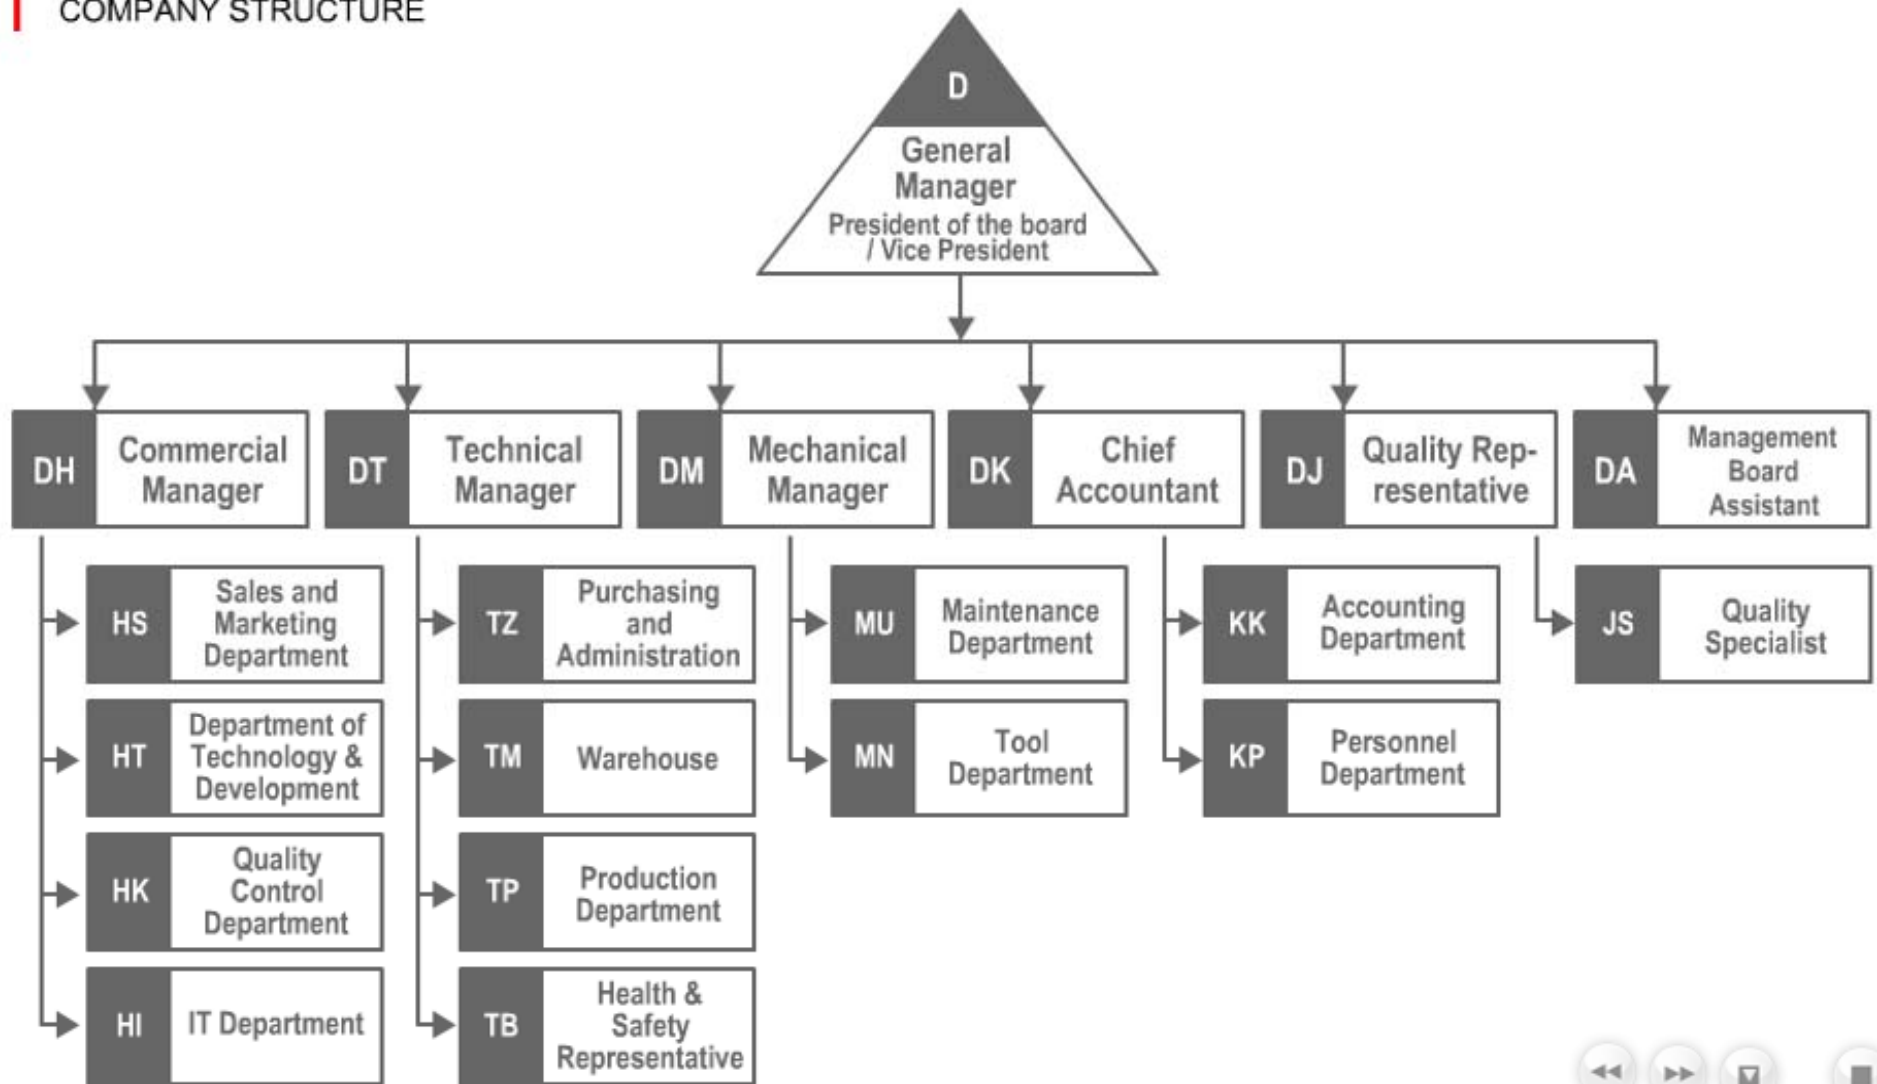 COMPANY STRUCTURE
D
General
Manager
President of the board
/ Vice President
DH
Commercial
Manager
DT
Technical
Manager
DM
Mechanical
Manager
DK
Chief
Accountant
DJ
Quality Rep-
resentative
DA
Management
Board
Assistant
HS
Sales and
Marketing
Department
TZ
Purchasing
and
Administration
MU
Maintenance
Department
KK
Accounting
Department
JS
Quality
Specialist
HT
Department of
Technology &
Development
TM
Warehouse
MN
Tool
Department
KP
Personnel
Department
HK
Quality
Control
Department
TP
Production
Department
HI
IT Department
TB
Health &
Safety
Representative